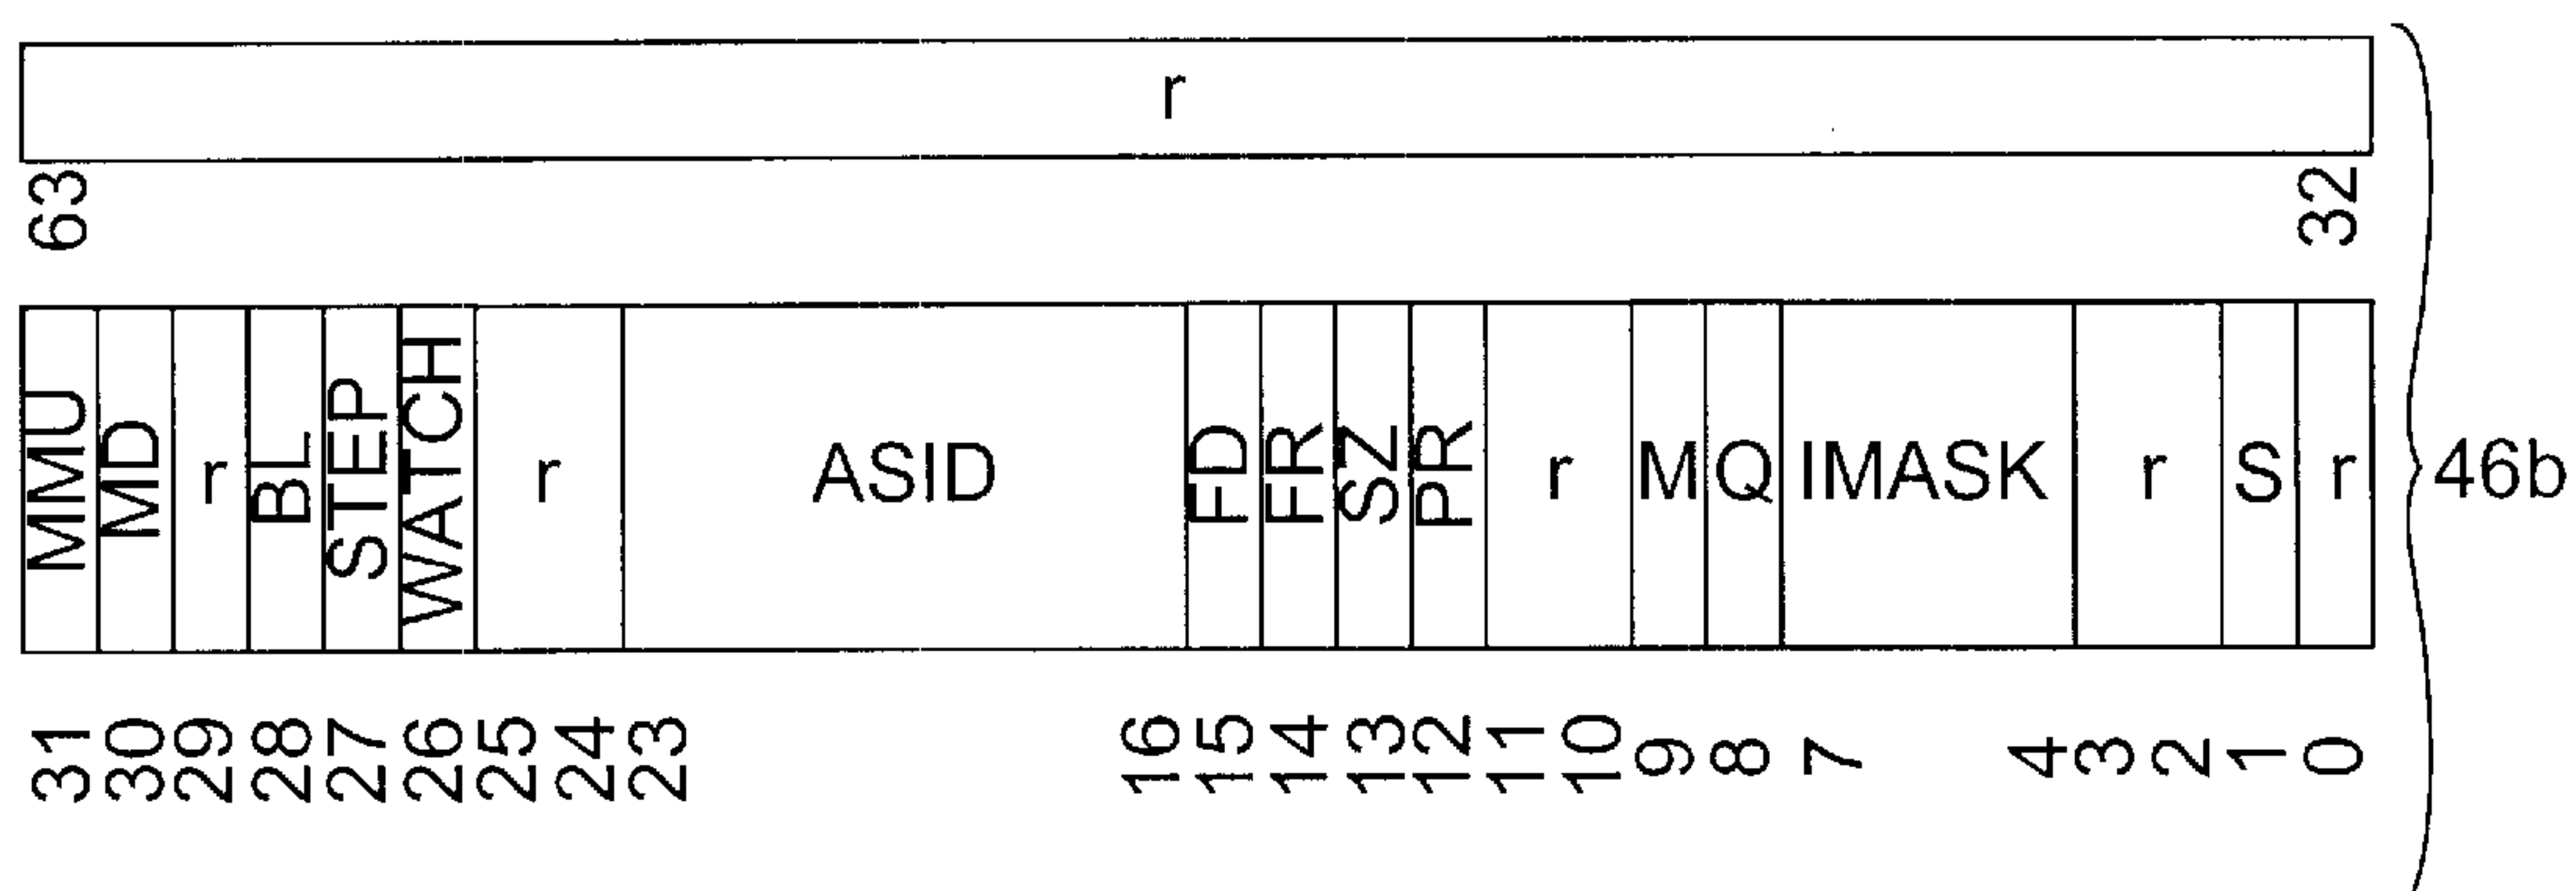 r
63 32
MMU MD r BL STEP WATCH r ASID FD FR SZ PR r M Q IMASK r S r
46b
31 30 29 28 27 26 25 24 23 16 15 14 13 12 11 10 9 8 7 4 3 2 1 0